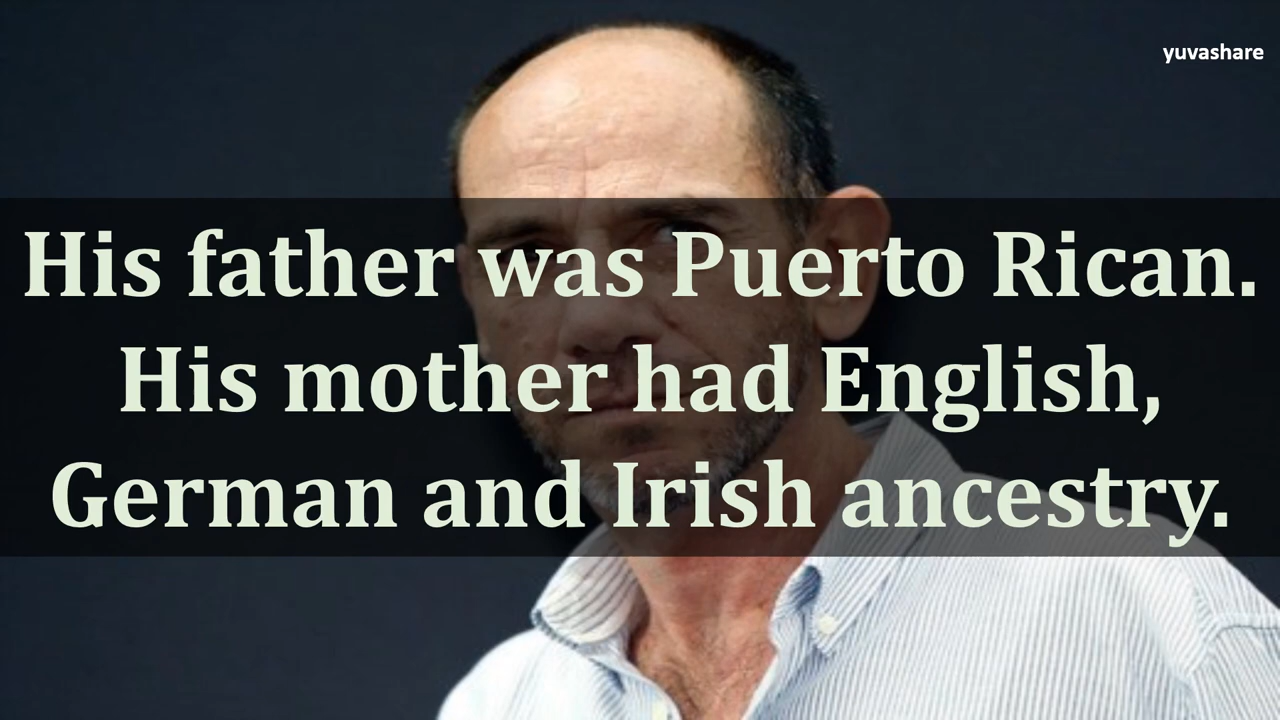 yuvashare
His father was Puerto Rican.
His mother had English,
German and Irish ancestry.